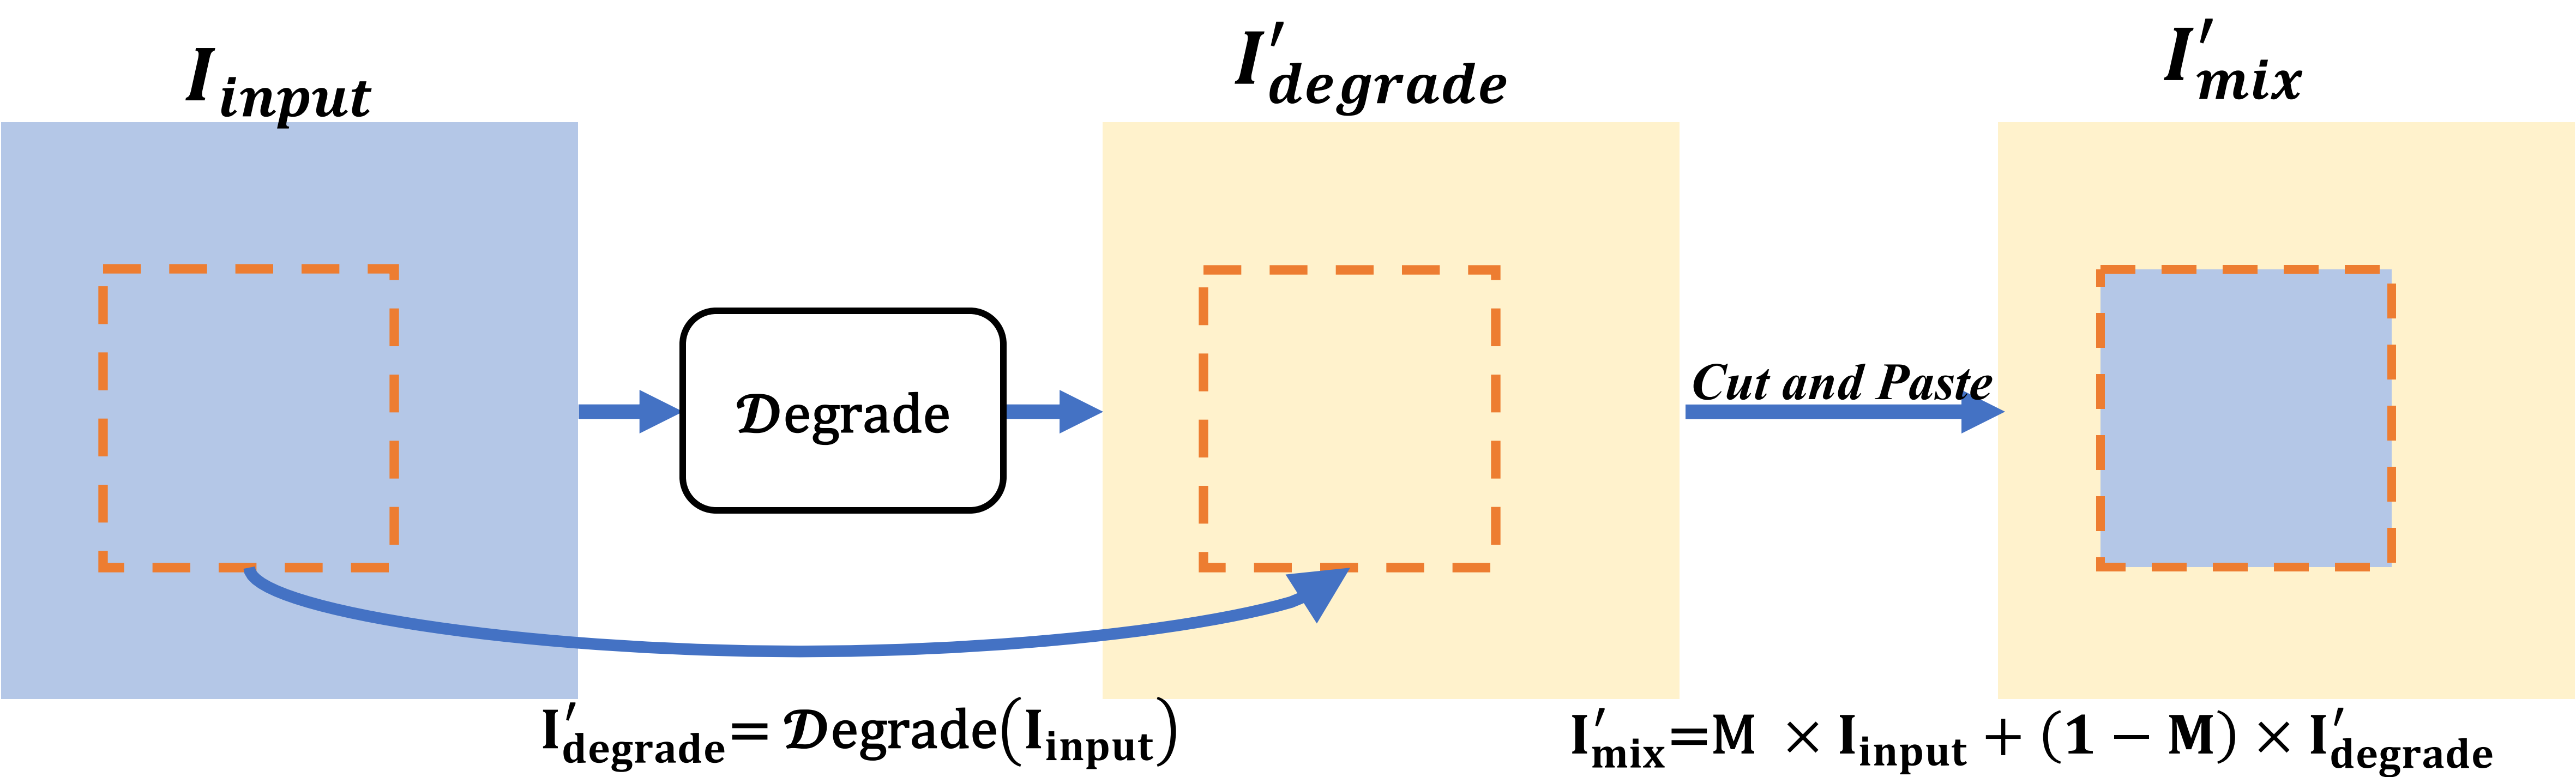 I_input
I'_degrade
I'_mix
𝓓egrade
Cut and Paste
I'_degrade = 𝓓egrade(I_input)
I'_mix=M × I_input + (1 − M) × I'_degrade